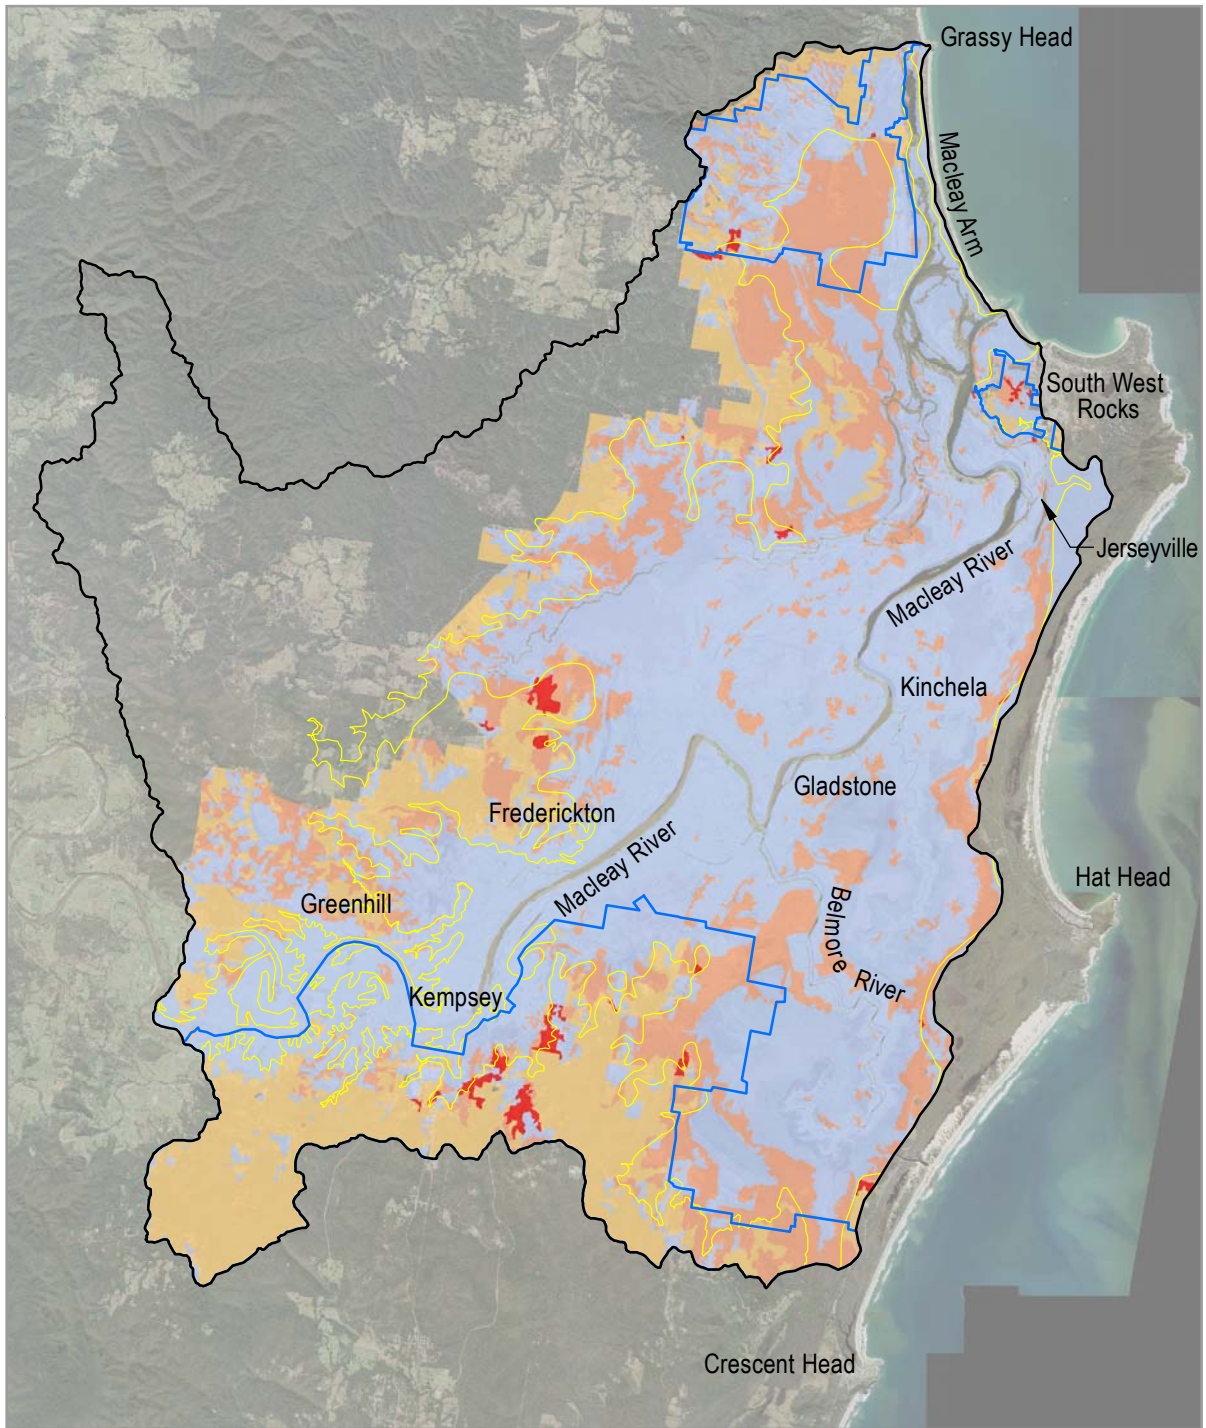 Grassy Head
Macleay Arm
South West
Rocks
Jerseyville
Macleay River
Kinchela
Gladstone
Frederickton
Macleay River
Hat Head
Belmore
River
Greenhill
Kempsey
Crescent Head